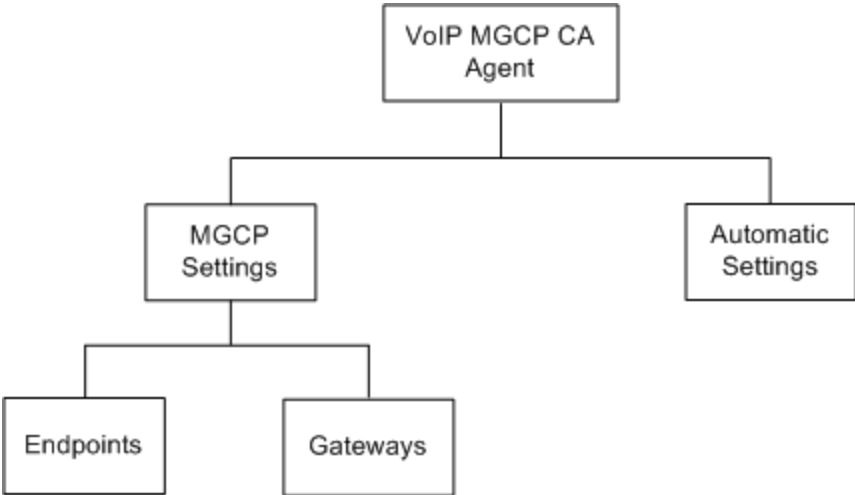 VoIP MGCP CA
Agent
MGCP
Settings
Automatic
Settings
Endpoints
Gateways